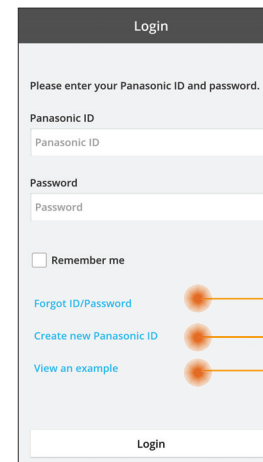 Login
Please enter your Panasonic ID and password.
Panasonic ID
Panasonic ID
Password
Password
Remember me
Forgot ID/Password
Create new Panasonic ID
View an example
Login